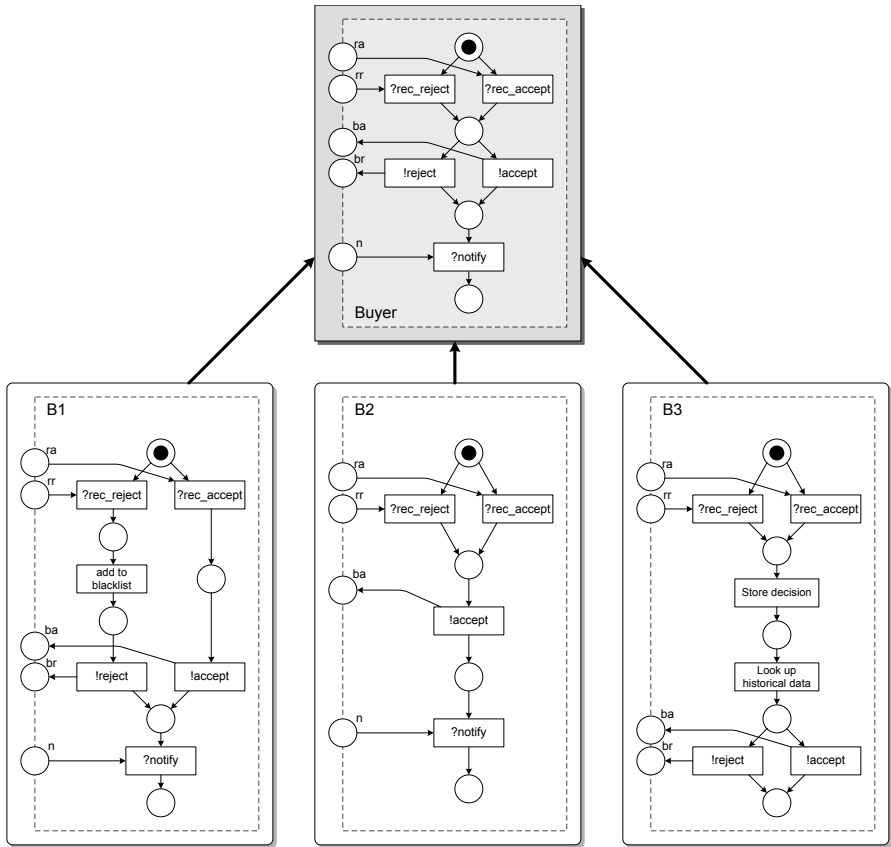 ra
rr
?rec_reject
?rec_accept
ba
br
!reject
!accept
n
?notify
Buyer
B1
ra
rr
?rec_reject
?rec_accept
add to
blacklist
ba
br
!reject
!accept
n
?notify
B2
ra
rr
?rec_reject
?rec_accept
ba
!accept
n
?notify
B3
ra
rr
?rec_reject
?rec_accept
Store decision
Look up
historical data
ba
br
!reject
!accept